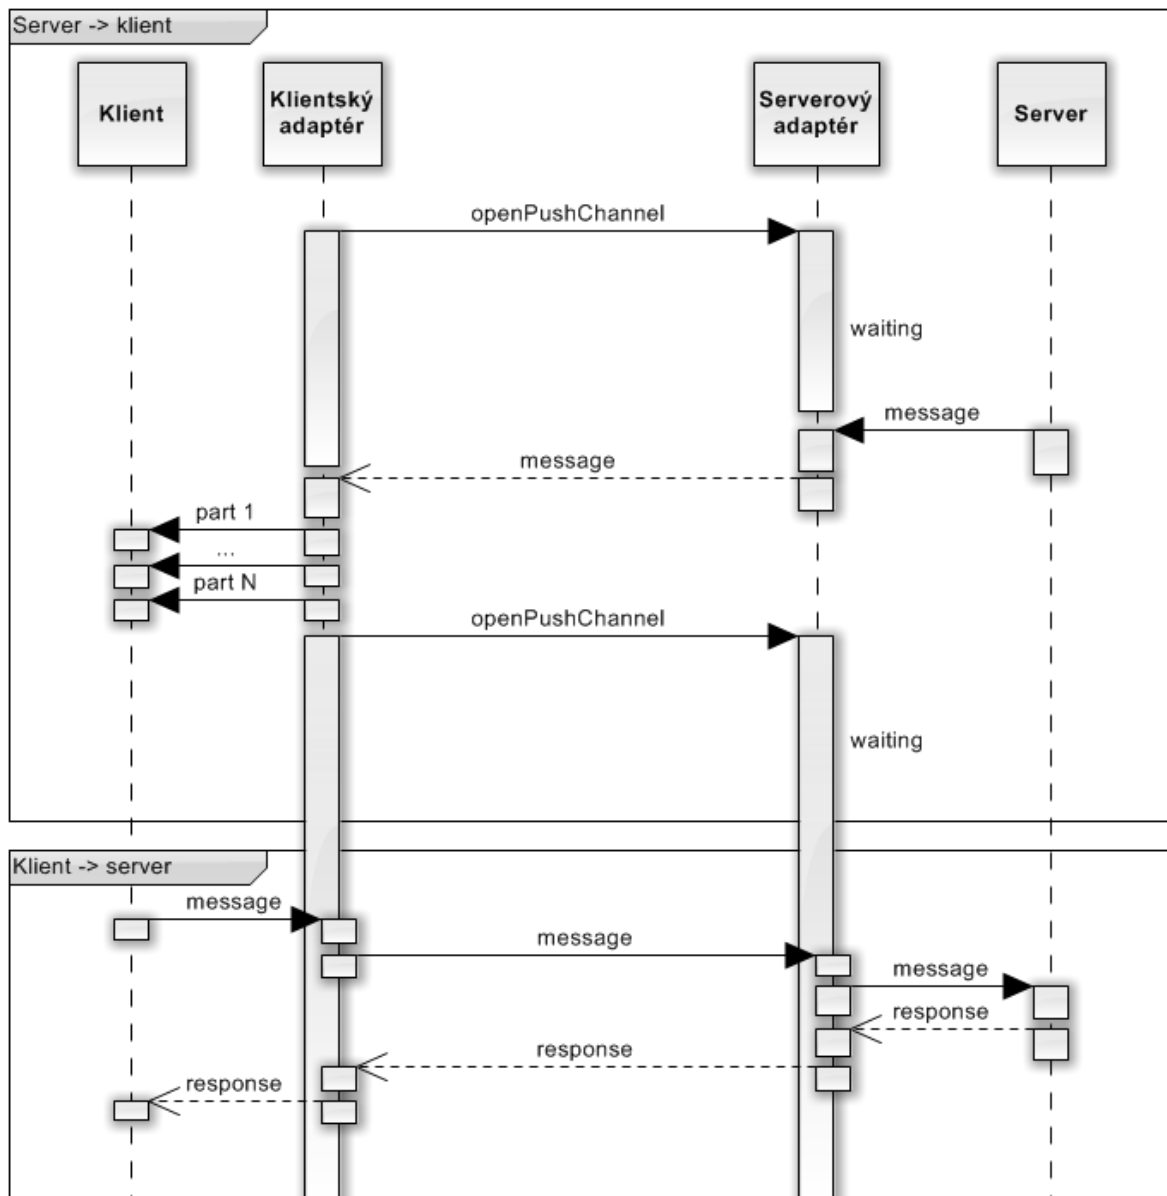 Server -> klient
Klient
Klientský
adaptér
Serverový
adaptér
Server
openPushChannel
waiting
message
message
part 1
...
part N
openPushChannel
waiting
Klient -> server
message
message
message
response
response
response